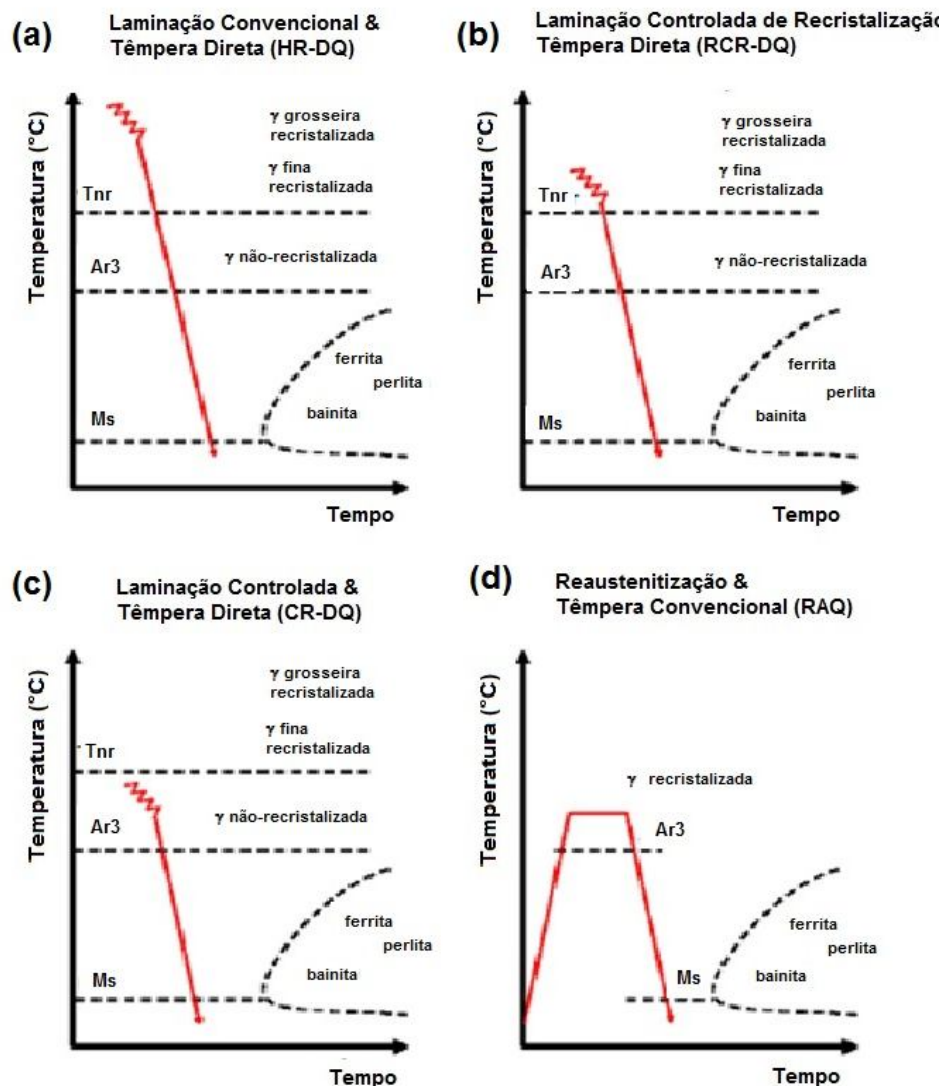 (a) Laminação Convencional &
Têmpera Direta (HR-DQ)
Temperatura (°C)
γ grosseira
recristalizada
γ fina
recristalizada
Tnr
γ não-recristalizada
Ar3
ferrita
perlita
bainita
Ms
Tempo
(b) Laminação Controlada de Recristalização
Têmpera Direta (RCR-DQ)
Temperatura (°C)
γ grosseira
recristalizada
γ fina
recristalizada
Tnr
γ não-recristalizada
Ar3
ferrita
perlita
bainita
Ms
Tempo
(c) Laminação Controlada &
Têmpera Direta (CR-DQ)
Temperatura (°C)
γ grosseira
recristalizada
γ fina
recristalizada
Tnr
γ não-recristalizada
Ar3
ferrita
perlita
bainita
Ms
Tempo
(d) Reaustenitização &
Têmpera Convencional (RAQ)
Temperatura (°C)
γ recristalizada
Ar3
ferrita
perlita
Ms
bainita
Tempo